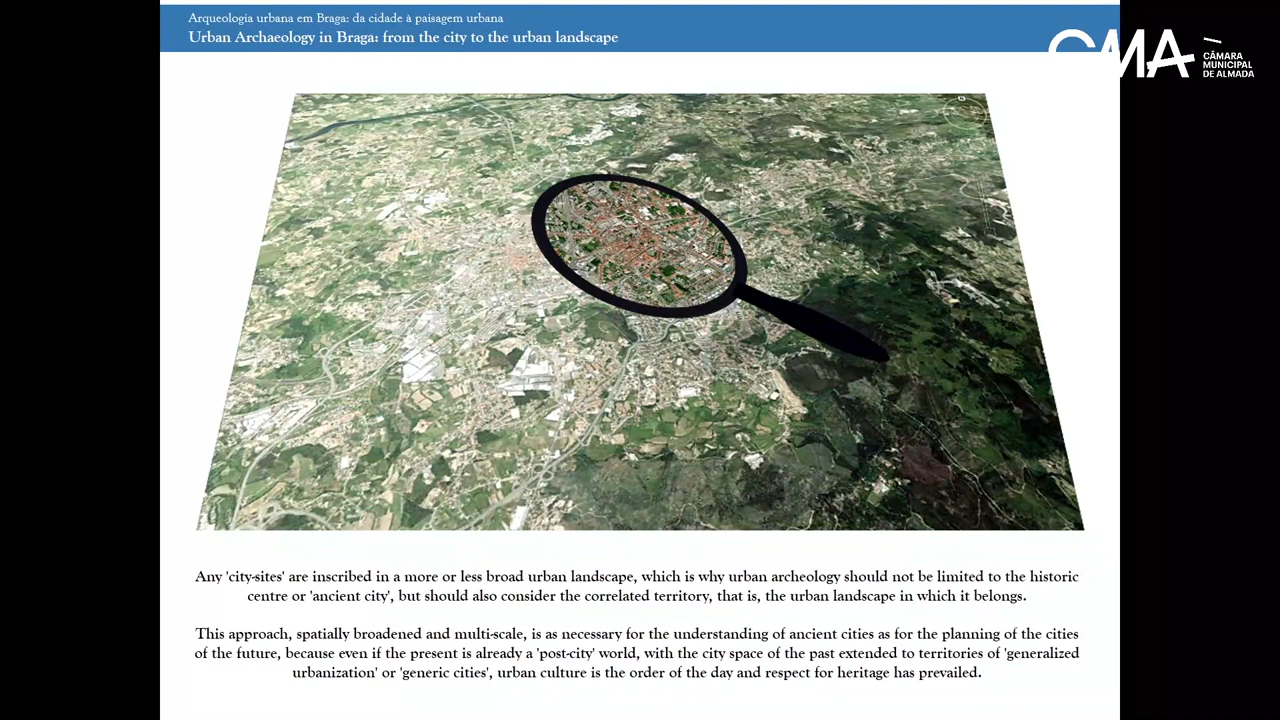 Arqueologia urbana em Braga: da cidade à paisagem urbana
Urban Archaeology in Braga: from the city to the urban landscape
CMA
CÂMARA
MUNICIPAL
DE ALMADA
Any 'city-sites' are inscribed in a more or less broad urban landscape, which is why urban archeology should not be limited to the historic
centre or 'ancient city', but should also consider the correlated territory, that is, the urban landscape in which it belongs.
This approach, spatially broadened and multi-scale, is as necessary for the understanding of ancient cities as for the planning of the cities
of the future, because even if the present is already a 'post-city' world, with the city space of the past extended to territories of 'generalized
urbanization' or 'generic cities', urban culture is the order of the day and respect for heritage has prevailed.